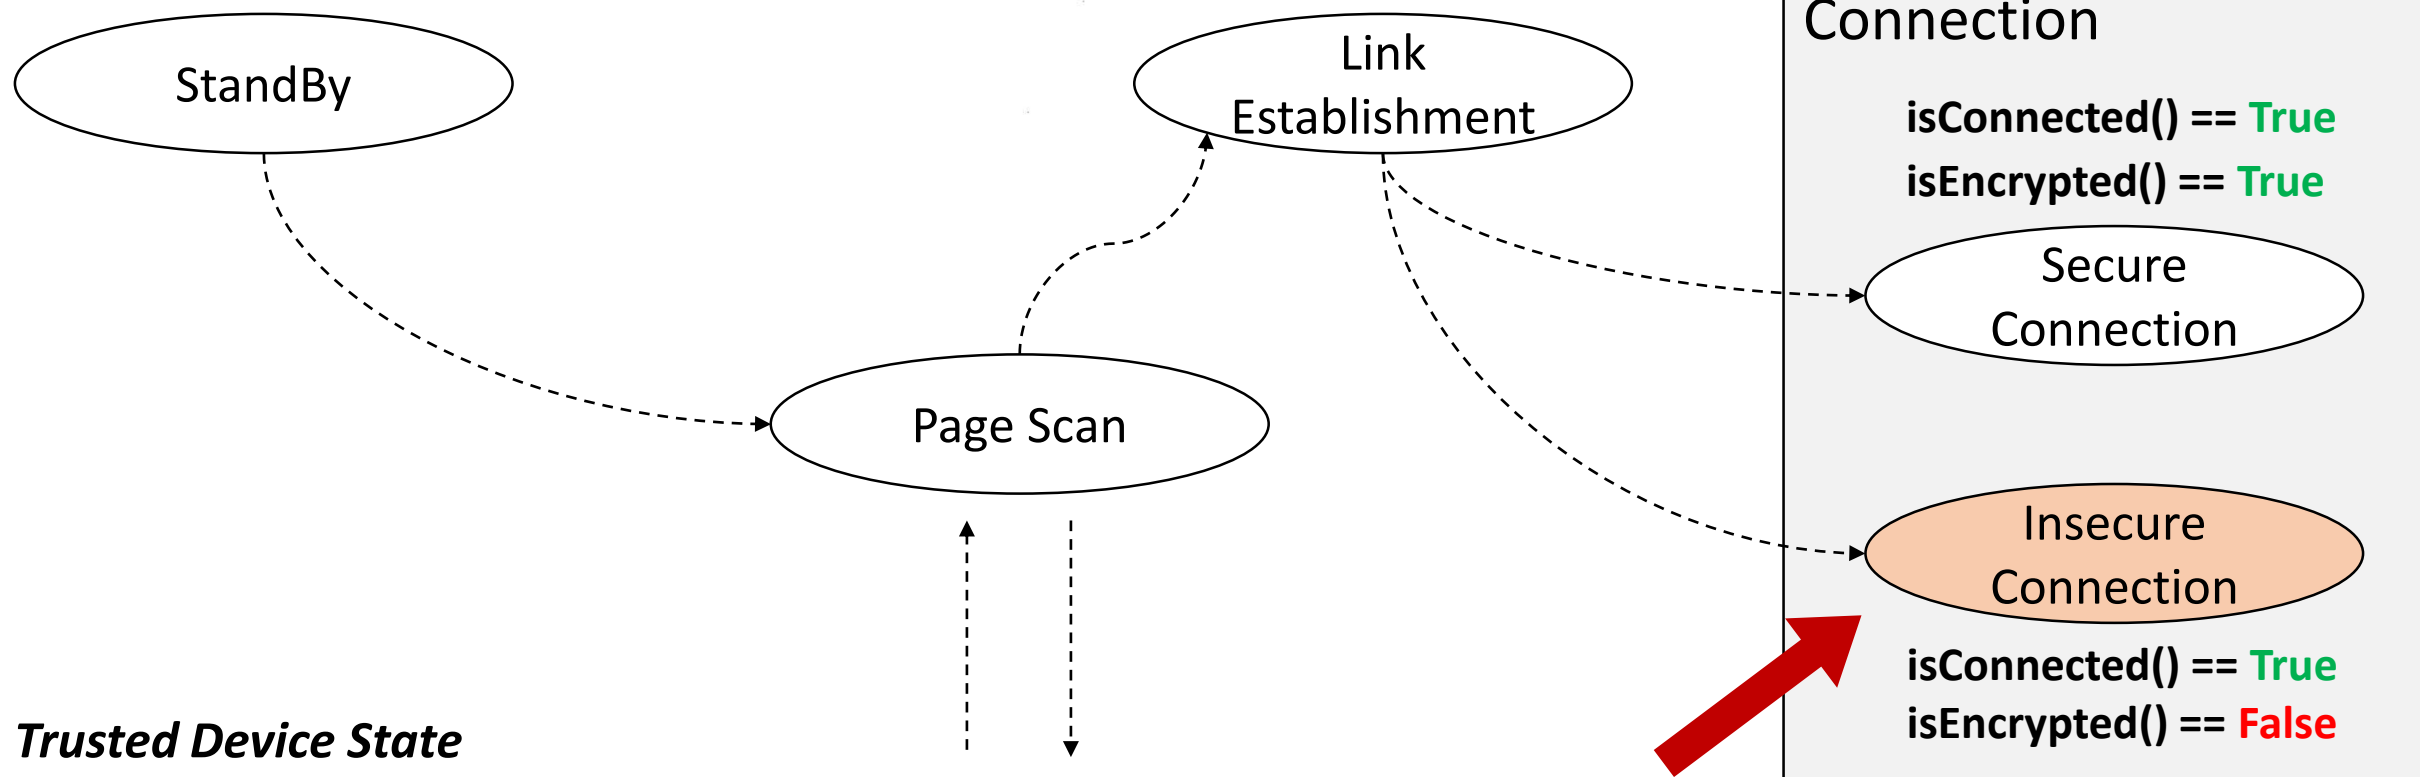 StandBy
Link
Establishment
Page Scan
Trusted Device State
Connection
isConnected() == True
isEncrypted() == True
Secure
Connection
Insecure
Connection
isConnected() == True
isEncrypted() == False